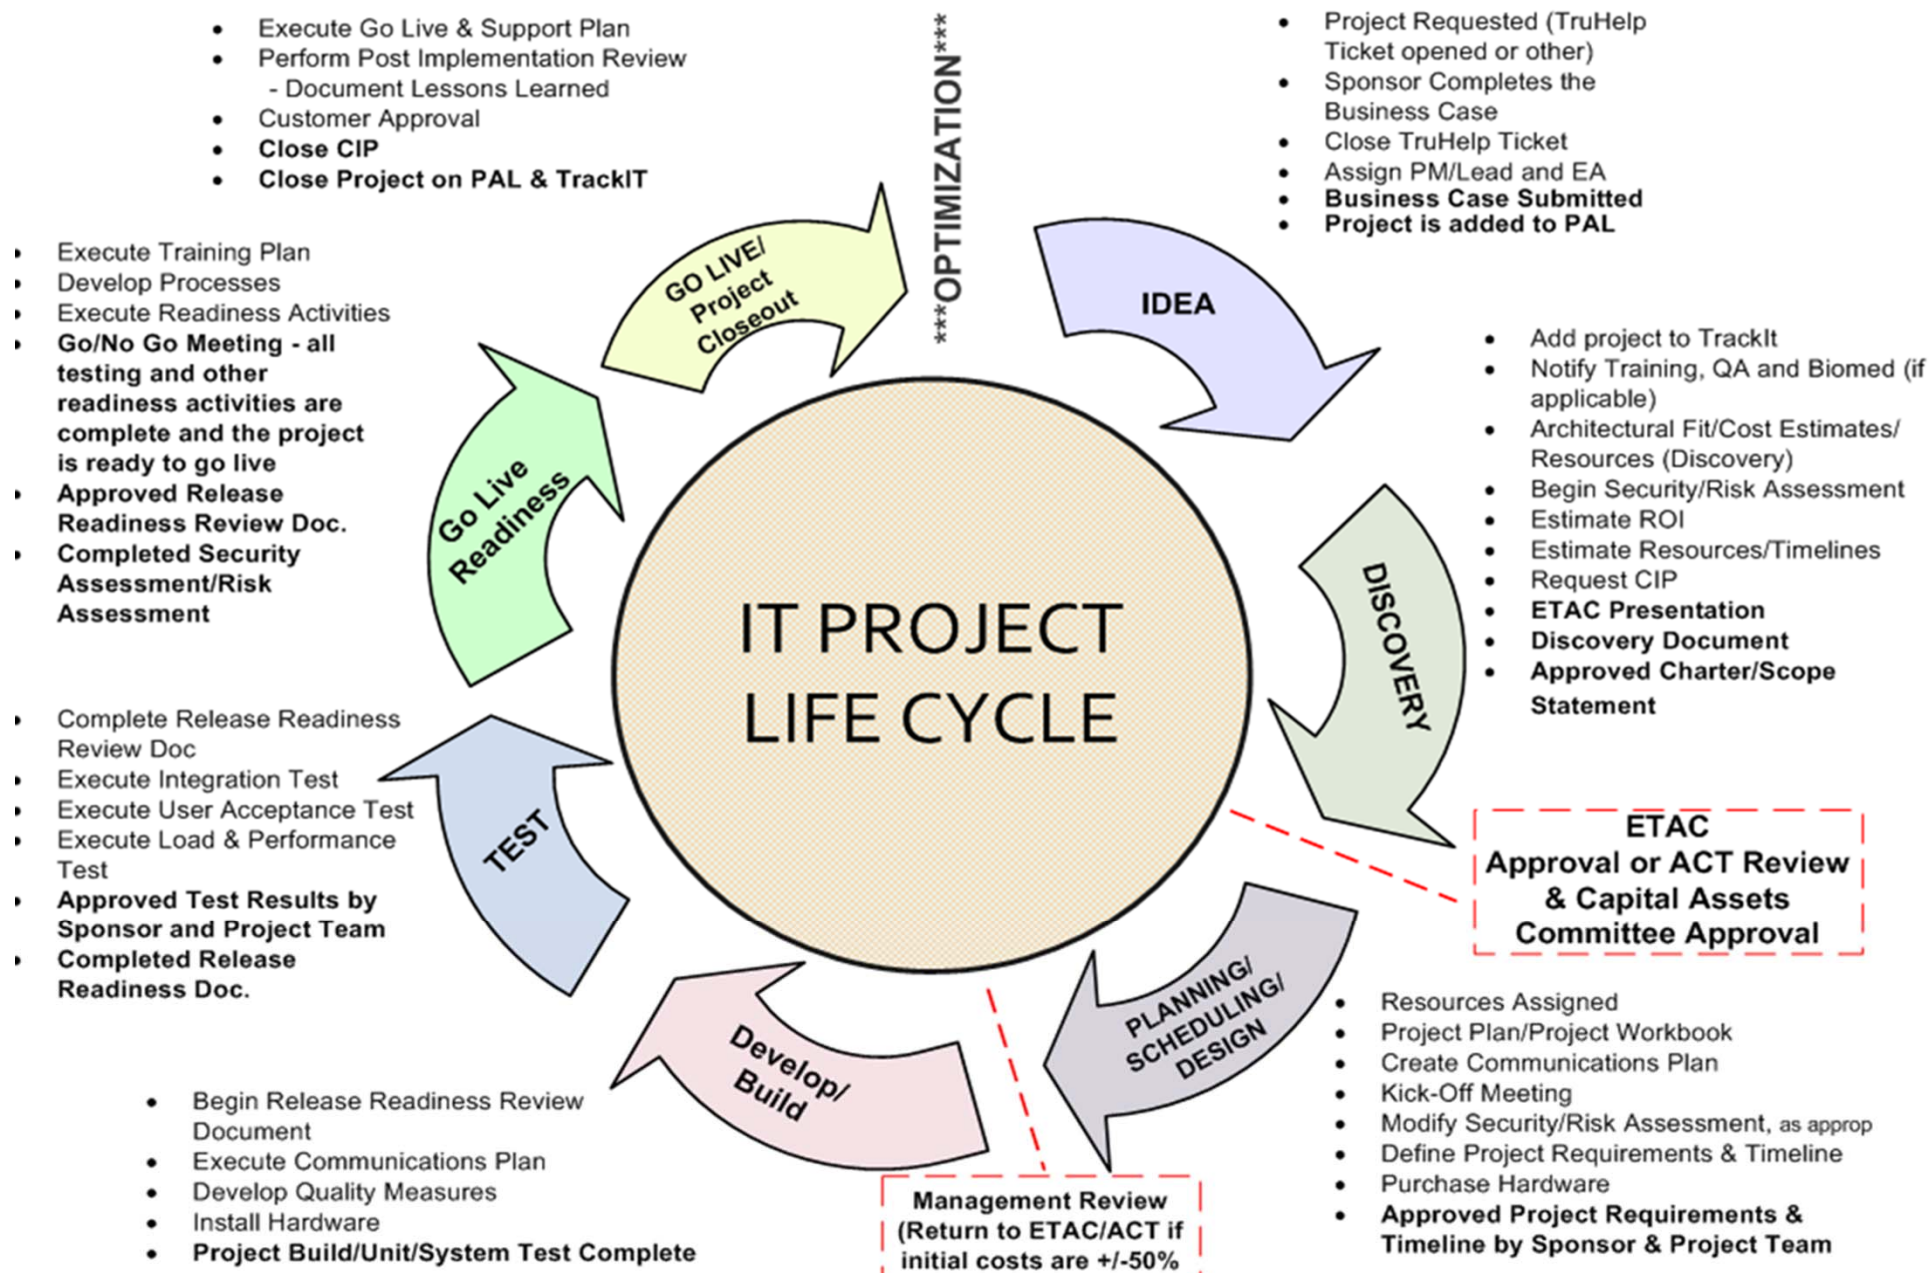 • Execute Go Live & Support Plan
• Perform Post Implementation Review
- Document Lessons Learned
• Customer Approval
• Close CIP
• Close Project on PAL & TrackIT
***OPTIMIZATION***
• Project Requested (TruHelp
Ticket opened or other)
• Sponsor Completes the
Business Case
• Close TruHelp Ticket
• Assign PM/Lead and EA
• Business Case Submitted
• Project is added to PAL
IDEA
• Add project to TrackIt
• Notify Training, QA and Biomed (if
applicable)
• Architectural Fit/Cost Estimates/
Resources (Discovery)
• Begin Security/Risk Assessment
• Estimate ROI
• Estimate Resources/Timelines
• Request CIP
• ETAC Presentation
• Discovery Document
• Approved Charter/Scope
Statement
DISCOVERY
ETAC
Approval or ACT Review
& Capital Assets
Committee Approval
PLANNING/
SCHEDULING/
DESIGN
• Resources Assigned
• Project Plan/Project Workbook
• Create Communications Plan
• Kick-Off Meeting
• Modify Security/Risk Assessment, as approp
• Define Project Requirements & Timeline
• Purchase Hardware
• Approved Project Requirements &
Timeline by Sponsor & Project Team
Management Review
(Return to ETAC/ACT if
initial costs are +/-50%
Develop/
Build
• Begin Release Readiness Review
Document
• Execute Communications Plan
• Develop Quality Measures
• Install Hardware
• Project Build/Unit/System Test Complete
TEST
• Complete Release Readiness
Review Doc
• Execute Integration Test
• Execute User Acceptance Test
• Execute Load & Performance
Test
• Approved Test Results by
Sponsor and Project Team
• Completed Release
Readiness Doc.
Go Live
Readiness
• Execute Training Plan
• Develop Processes
• Execute Readiness Activities
• Go/No Go Meeting - all
testing and other
readiness activities are
complete and the project
is ready to go live
• Approved Release
Readiness Review Doc.
• Completed Security
Assessment/Risk
Assessment
GO LIVE/
Project
Closeout
IT PROJECT
LIFE CYCLE